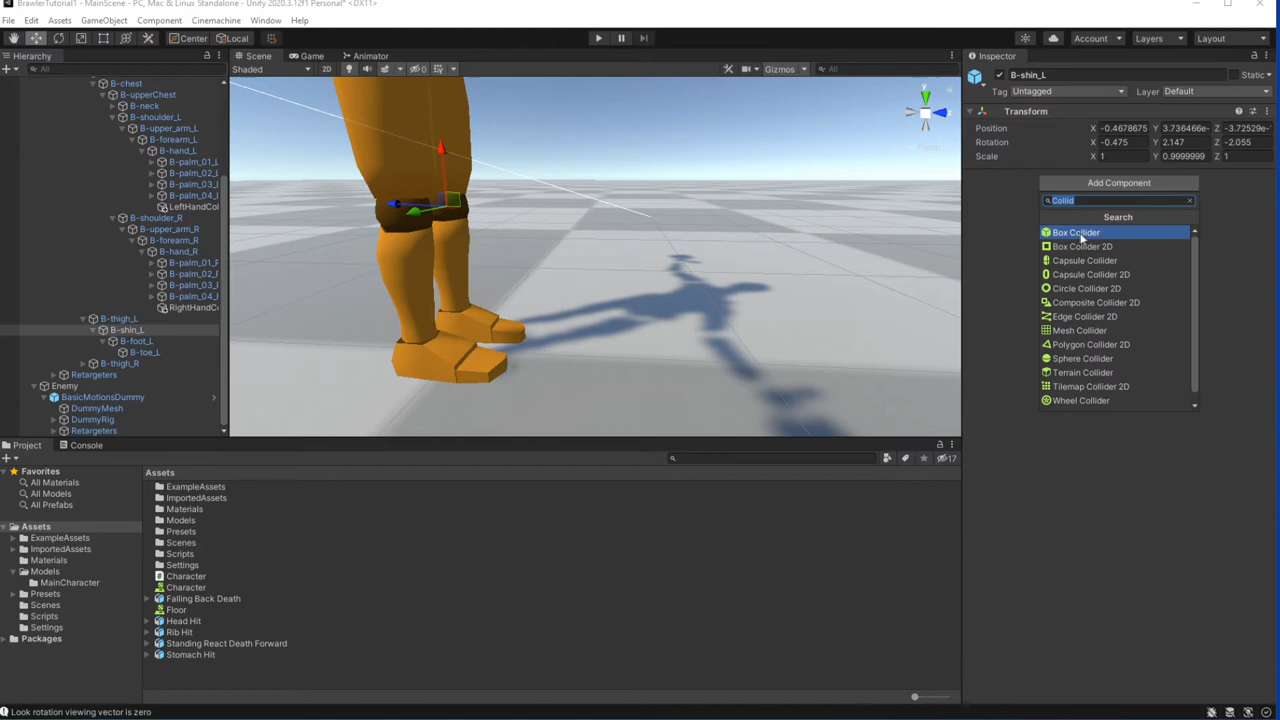 BrawlerTutorial1 - MainScene - PC, Mac & Linux Standalone - Unity 2020.3.12f1 Personal* <DX11>
File Edit Assets GameObject Component Cinemachine Window Help
Center Local Account Layers Layout
Hierarchy
All
B-chest
B-upperChest
B-neck
B-shoulder_L
B-upper_arm_L
B-forearm_L
B-hand_L
B-palm_01_L
B-palm_02_L
B-palm_03_L
B-palm_04_L
LeftHandCol
B-shoulder_R
B-upper_arm_R
B-forearm_R
B-hand_R
B-palm_01_R
B-palm_02_F
B-palm_03_F
B-palm_04_F
RightHandCo
B-thigh_L
B-shin_L
B-foot_L
B-toe_L
B-thigh_R
Retargeters
Enemy
BasicMotionsDummy
DummyMesh
DummyRig
Retargeters
Scene Game Animator
Shaded 2D Gizmos All
y
z
Persp
Inspector
B-shin_L Static
Tag Untagged Layer Default
Transform
Position X -0.4678675 Y 3.736466e- Z -3.72529e-
Rotation X -0.475 Y 2.147 Z -2.055
Scale X 1 Y 0.9999999 Z 1
Add Component
Collid
Search
Box Collider
Box Collider 2D
Capsule Collider
Capsule Collider 2D
Circle Collider 2D
Composite Collider 2D
Edge Collider 2D
Mesh Collider
Polygon Collider 2D
Sphere Collider
Terrain Collider
Tilemap Collider 2D
Wheel Collider
Project Console
17
Favorites
All Materials
All Models
All Prefabs
Assets
ExampleAssets
ImportedAssets
Materials
Models
MainCharacter
Presets
Scenes
Scripts
Settings
Packages
Assets
ExampleAssets
ImportedAssets
Materials
Models
Presets
Scenes
Scripts
Settings
Character
Character
Falling Back Death
Floor
Head Hit
Rib Hit
Standing React Death Forward
Stomach Hit
Look rotation viewing vector is zero